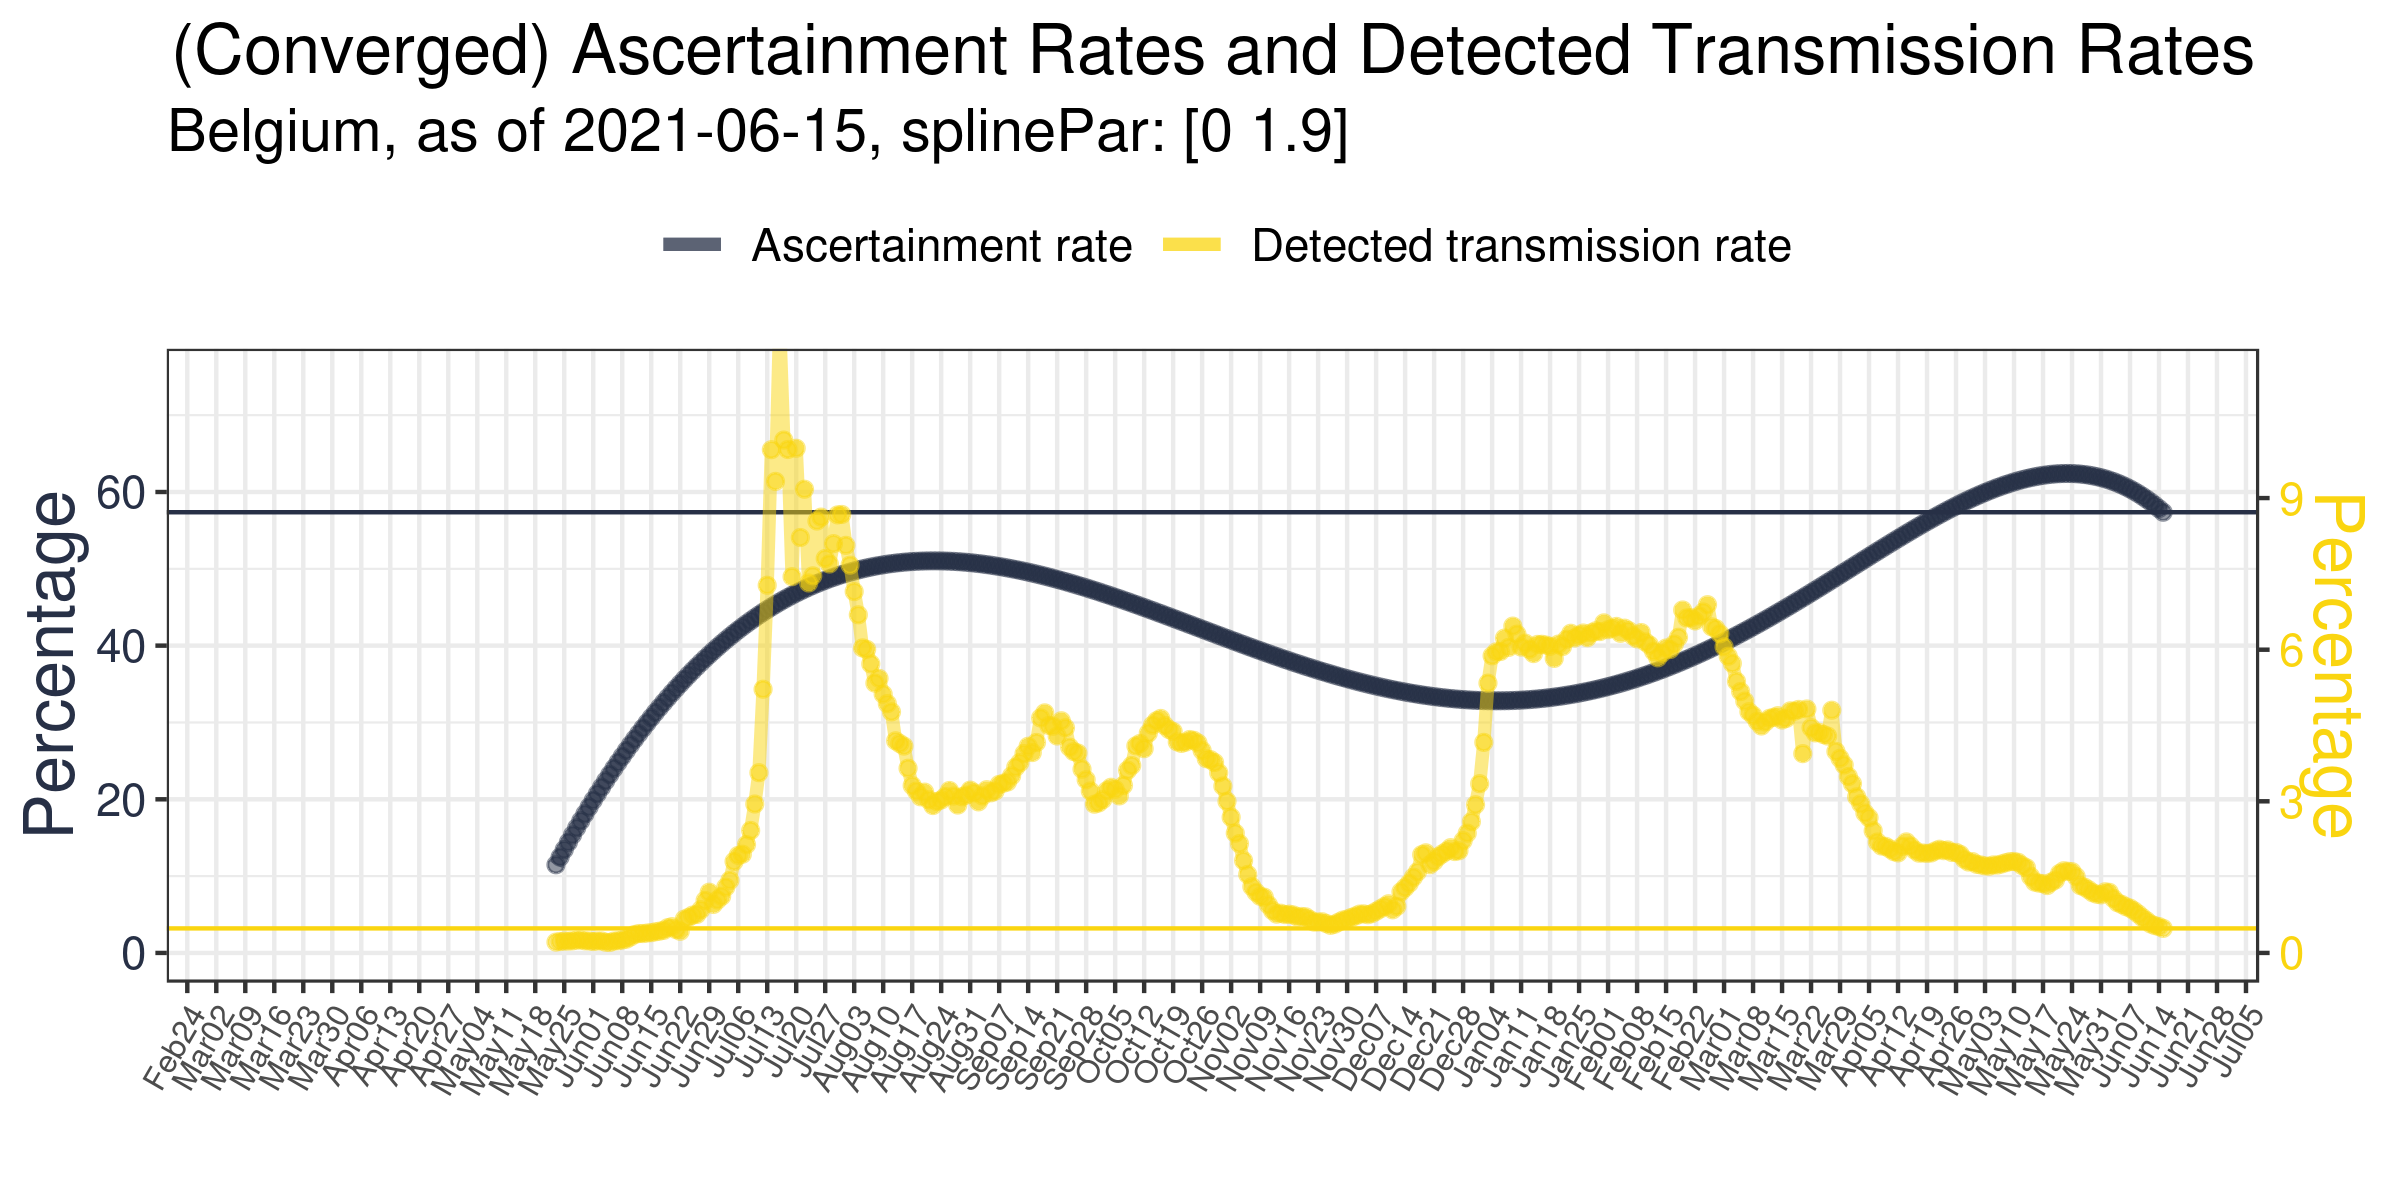 (Converged) Ascertainment Rates and Detected Transmission Rates
Belgium, as of 2021-06-15, splinePar: [0 1.9]
Ascertainment rate
Detected transmission rate
Percentage
60
40
20
0
9
6
3
0
Percentage
Feb24
Mar02
Mar09
Mar16
Mar23
Mar30
Apr06
Apr13
Apr20
Apr27
May04
May11
May18
May25
Jun01
Jun08
Jun15
Jun22
Jun29
Jul06
Jul13
Jul20
Jul27
Aug03
Aug10
Aug17
Aug24
Aug31
Sep07
Sep14
Sep21
Sep28
Oct05
Oct12
Oct19
Oct26
Nov02
Nov09
Nov16
Nov23
Nov30
Dec07
Dec14
Dec21
Dec28
Jan04
Jan11
Jan18
Jan25
Feb01
Feb08
Feb15
Feb22
Mar01
Mar08
Mar15
Mar22
Mar29
Apr05
Apr12
Apr19
Apr26
May03
May10
May17
May24
May31
Jun07
Jun14
Jun21
Jun28
Jul05